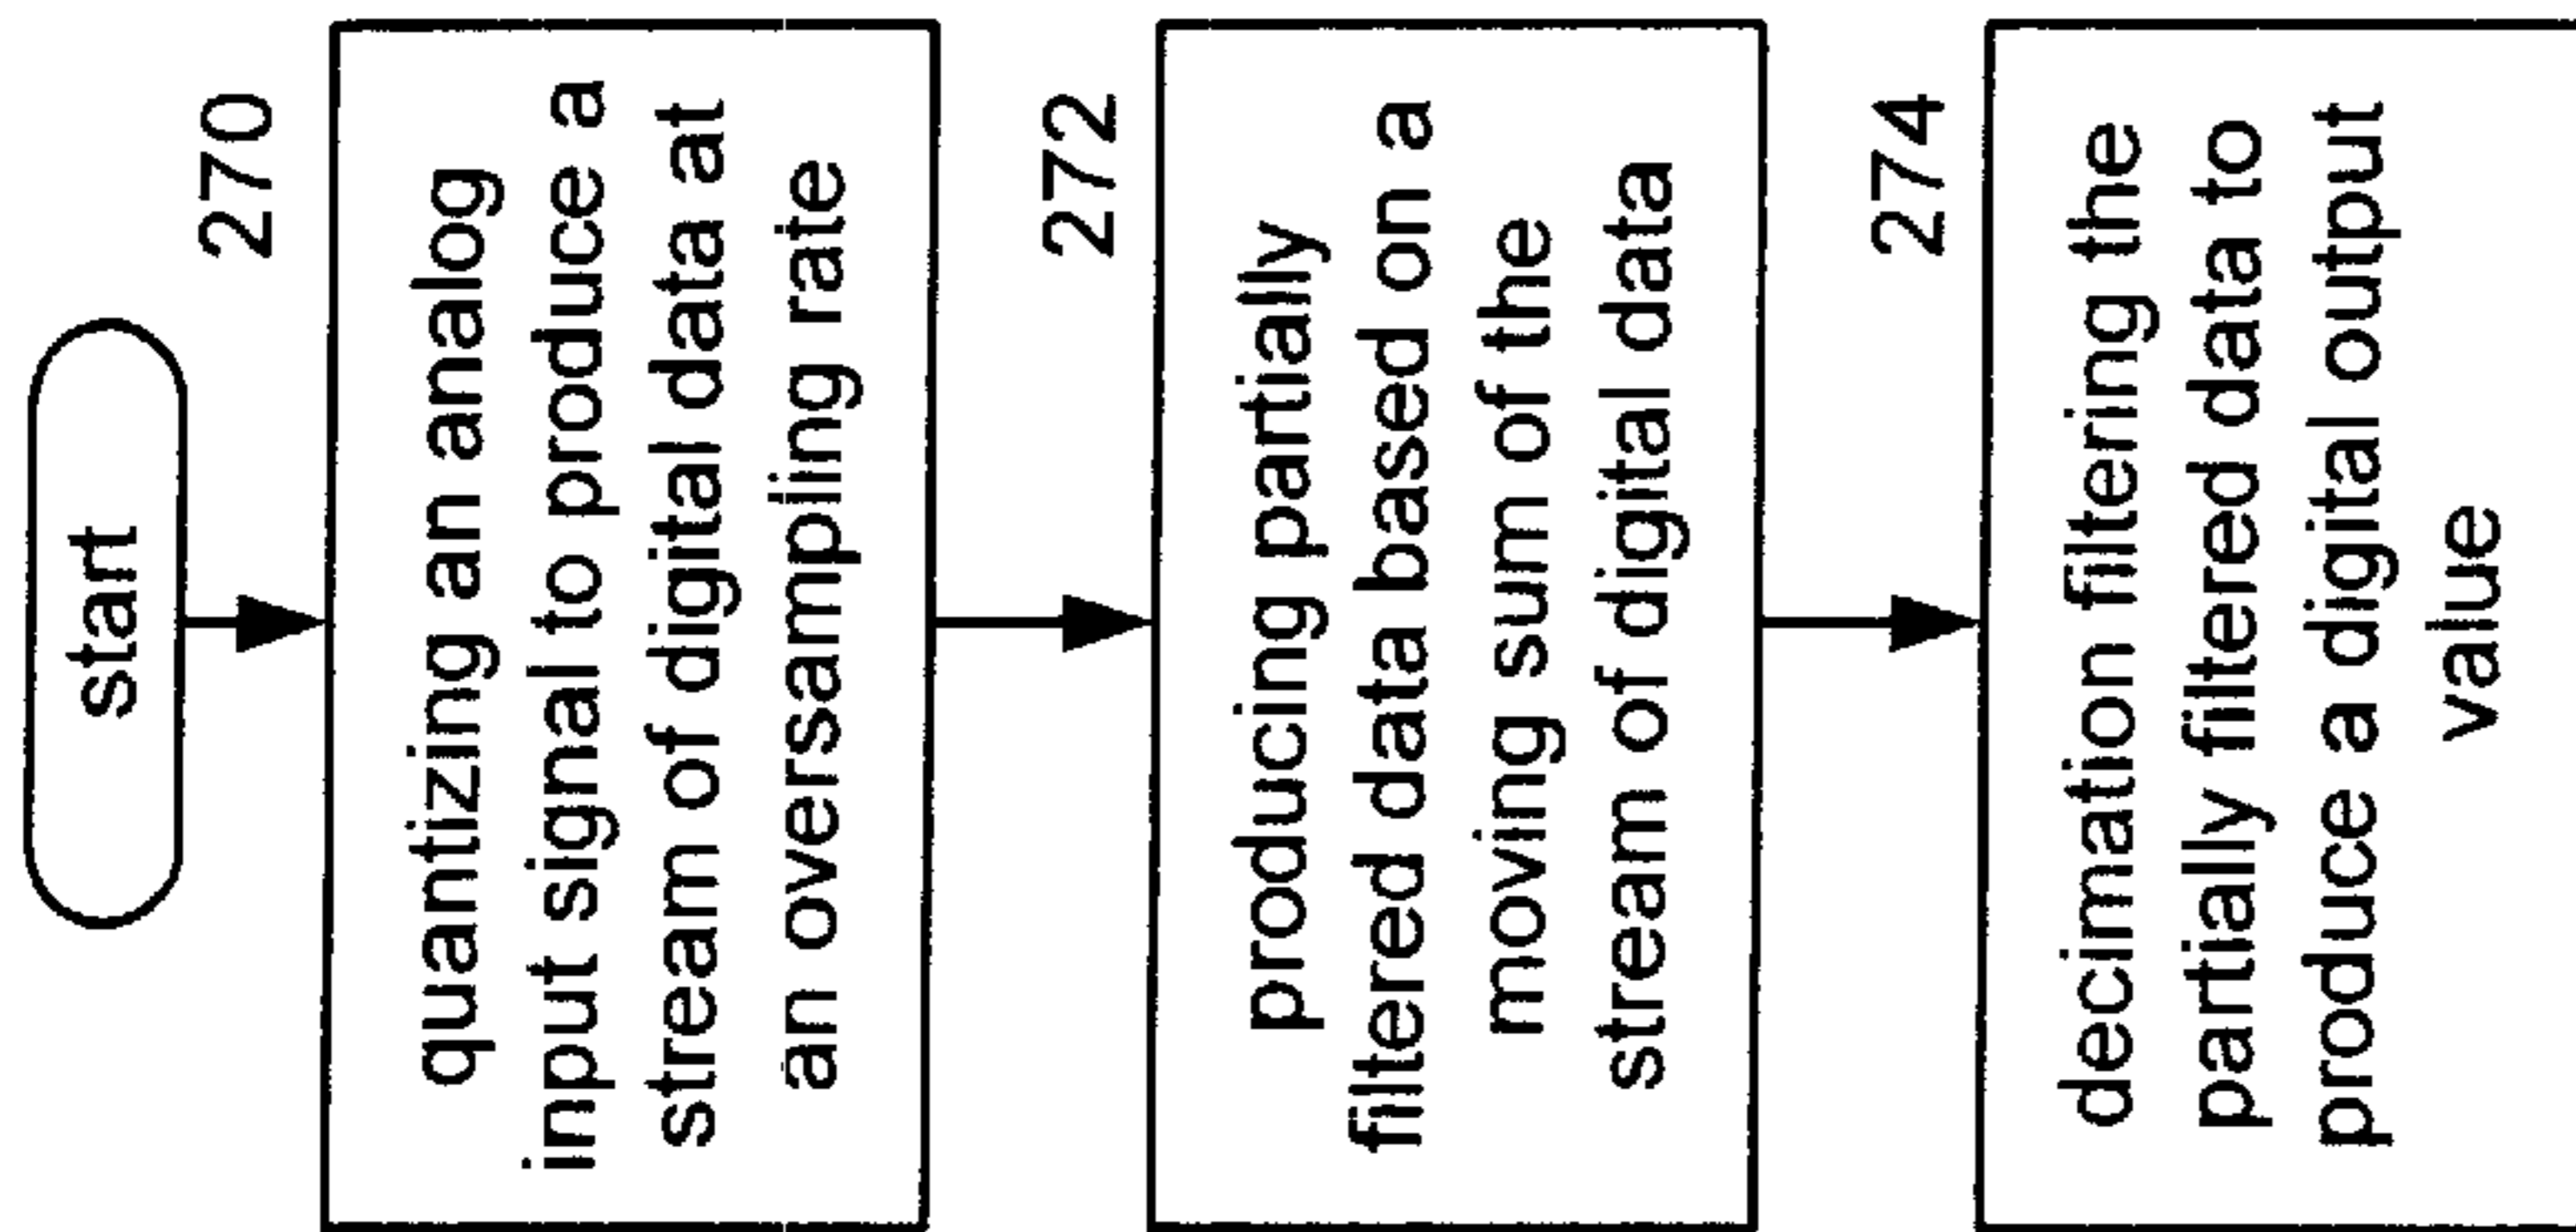 start
270
quantizing an analog
input signal to produce a
stream of digital data at
an oversampling rate
272
producing partially
filtered data based on a
moving sum of the
stream of digital data
274
decimation filtering the
partially filtered data to
produce a digital output
value